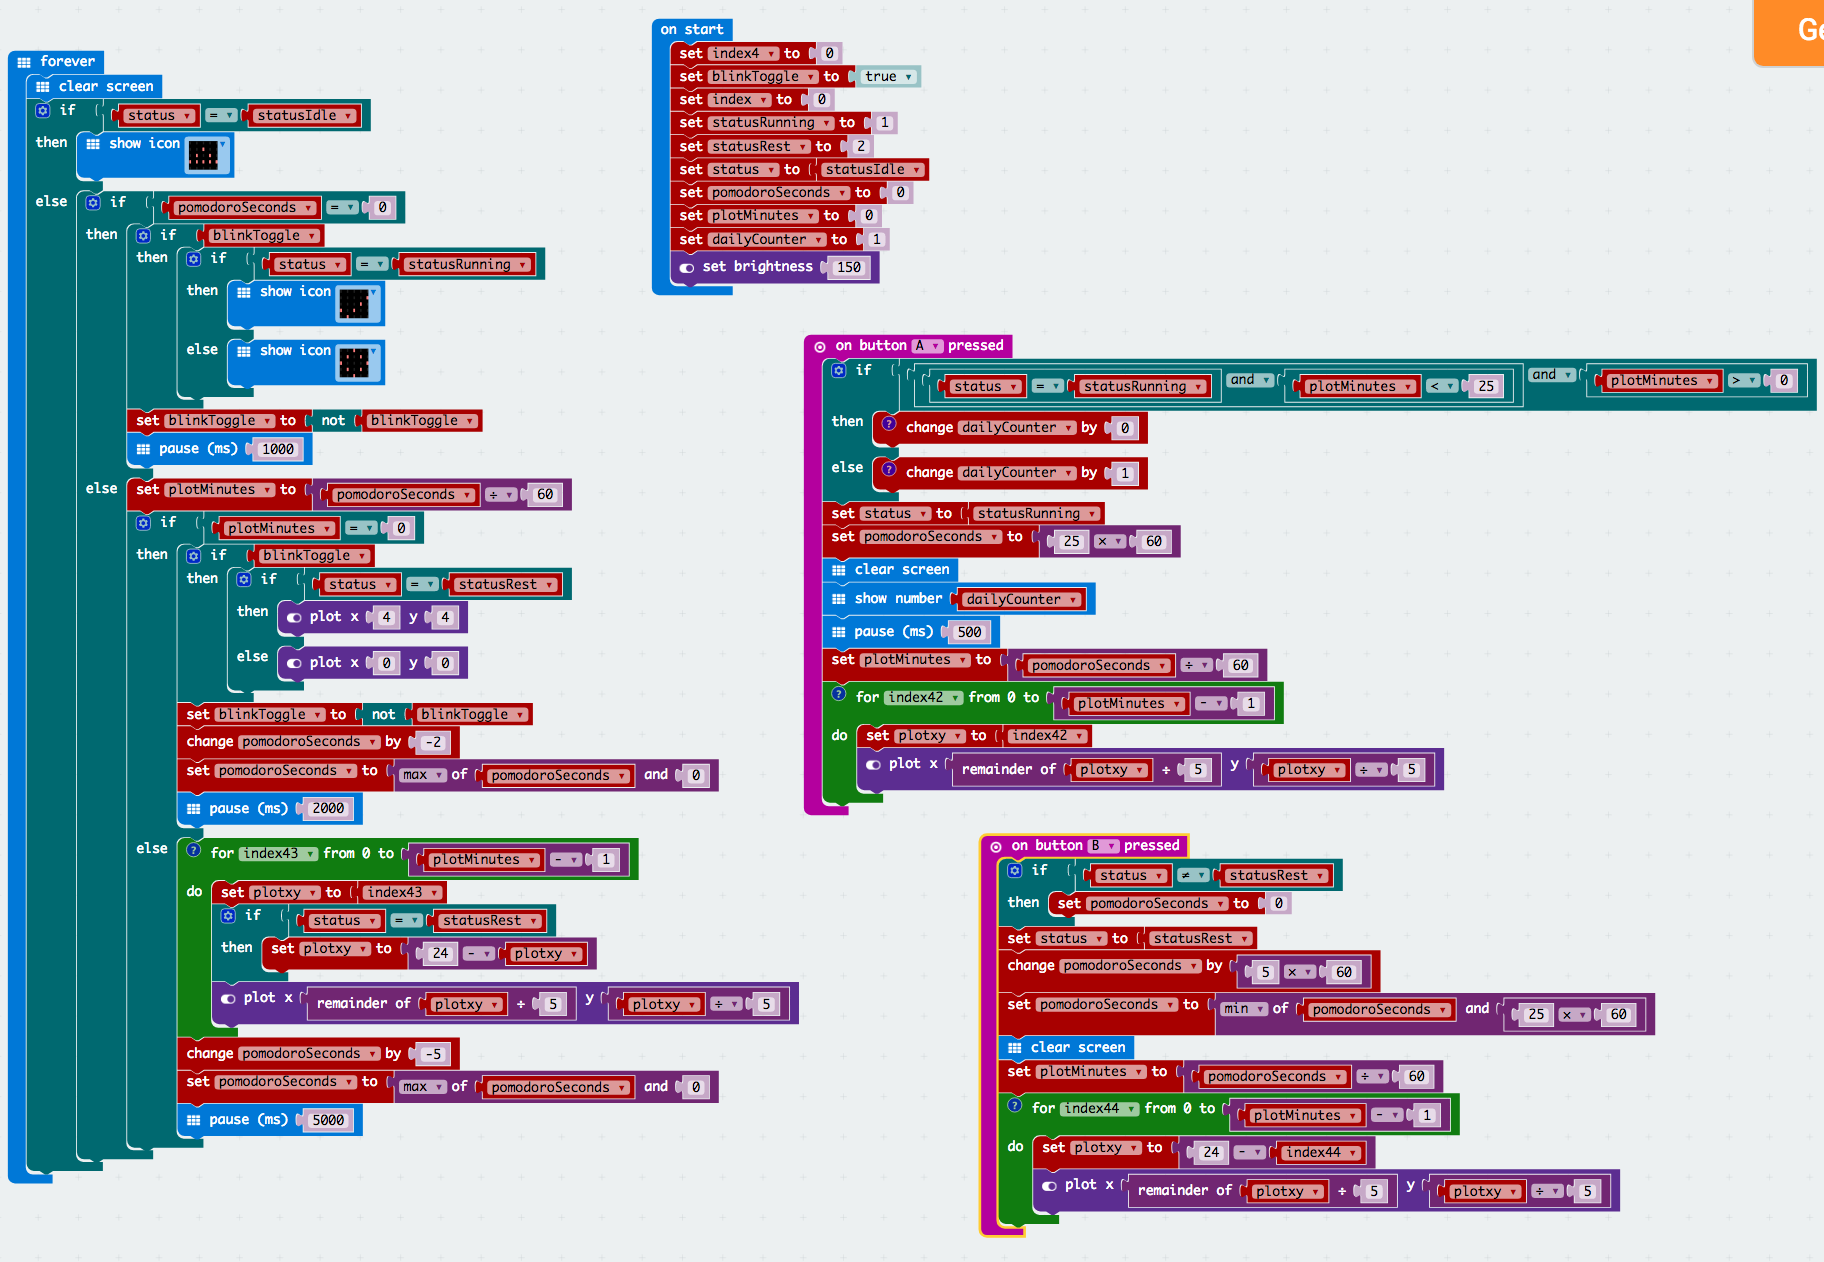 forever
clear screen
if status = statusIdle
then show icon
else if pomodoroSeconds = 0
then if blinkToggle
then if status = statusRunning
then show icon
else show icon
set blinkToggle to not blinkToggle
pause (ms) 1000
else set plotMinutes to pomodoroSeconds ÷ 60
if plotMinutes = 0
then if blinkToggle
then if status = statusRest
then plot x 4 y 4
else plot x 0 y 0
set blinkToggle to not blinkToggle
change pomodoroSeconds by -2
set pomodoroSeconds to max of pomodoroSeconds and 0
pause (ms) 2000
else for index43 from 0 to plotMinutes - 1
do set plotxy to index43
if status = statusRest
then set plotxy to 24 - plotxy
plot x remainder of plotxy ÷ 5 y plotxy ÷ 5
change pomodoroSeconds by -5
set pomodoroSeconds to max of pomodoroSeconds and 0
pause (ms) 5000
on start
set index4 to 0
set blinkToggle to true
set index to 0
set statusRunning to 1
set statusRest to 2
set status to statusIdle
set pomodoroSeconds to 0
set plotMinutes to 0
set dailyCounter to 1
set brightness 150
on button A pressed
if status = statusRunning and plotMinutes < 25 and plotMinutes > 0
then ? change dailyCounter by 0
else ? change dailyCounter by 1
set status to statusRunning
set pomodoroSeconds to 25 × 60
clear screen
show number dailyCounter
pause (ms) 500
set plotMinutes to pomodoroSeconds ÷ 60
? for index42 from 0 to plotMinutes - 1
do set plotxy to index42
plot x remainder of plotxy ÷ 5 y plotxy ÷ 5
on button B pressed
if status ≠ statusRest
then set pomodoroSeconds to 0
set status to statusRest
change pomodoroSeconds by 5 × 60
set pomodoroSeconds to min of pomodoroSeconds and 25 × 60
clear screen
set plotMinutes to pomodoroSeconds ÷ 60
? for index44 from 0 to plotMinutes - 1
do set plotxy to 24 - index44
plot x remainder of plotxy ÷ 5 y plotxy ÷ 5